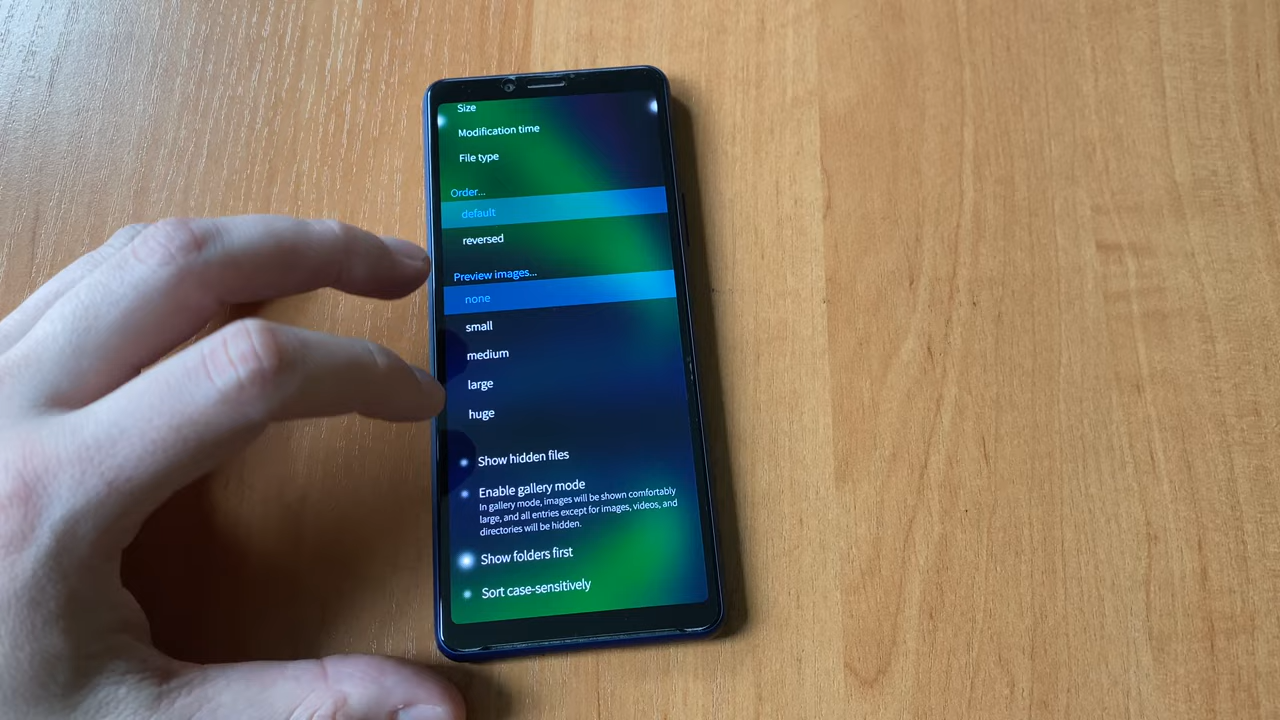 Size
Modification time
File type
Order...
default
reversed
Preview images...
none
small
medium
large
huge
Show hidden files
Enable gallery mode
In gallery mode, images will be shown comfortably
large, and all entries except for images, videos, and
directories will be hidden.
Show folders first
Sort case-sensitively